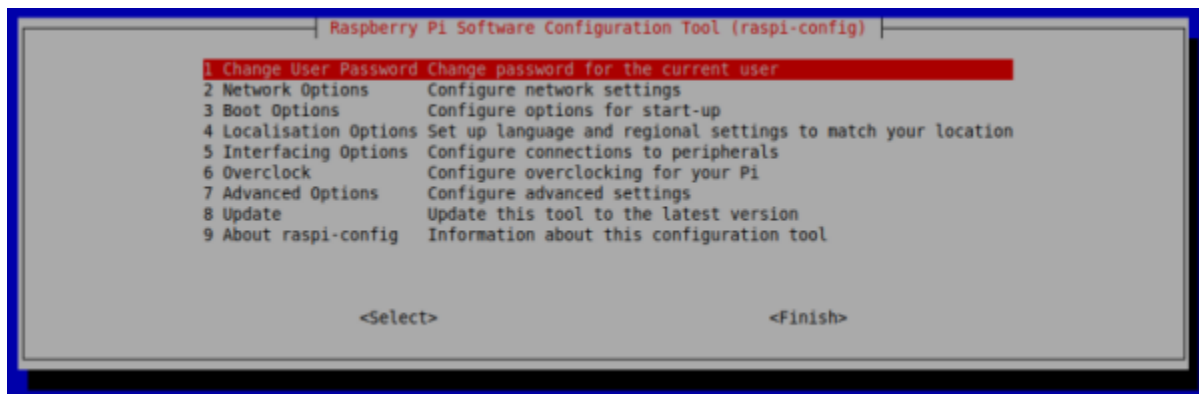 Raspberry Pi Software Configuration Tool (raspi-config)
1 Change User Password Change password for the current user
2 Network Options Configure network settings
3 Boot Options Configure options for start-up
4 Localisation Options Set up language and regional settings to match your location
5 Interfacing Options Configure connections to peripherals
6 Overclock Configure overclocking for your Pi
7 Advanced Options Configure advanced settings
8 Update Update this tool to the latest version
9 About raspi-config Information about this configuration tool
<Select> <Finish>